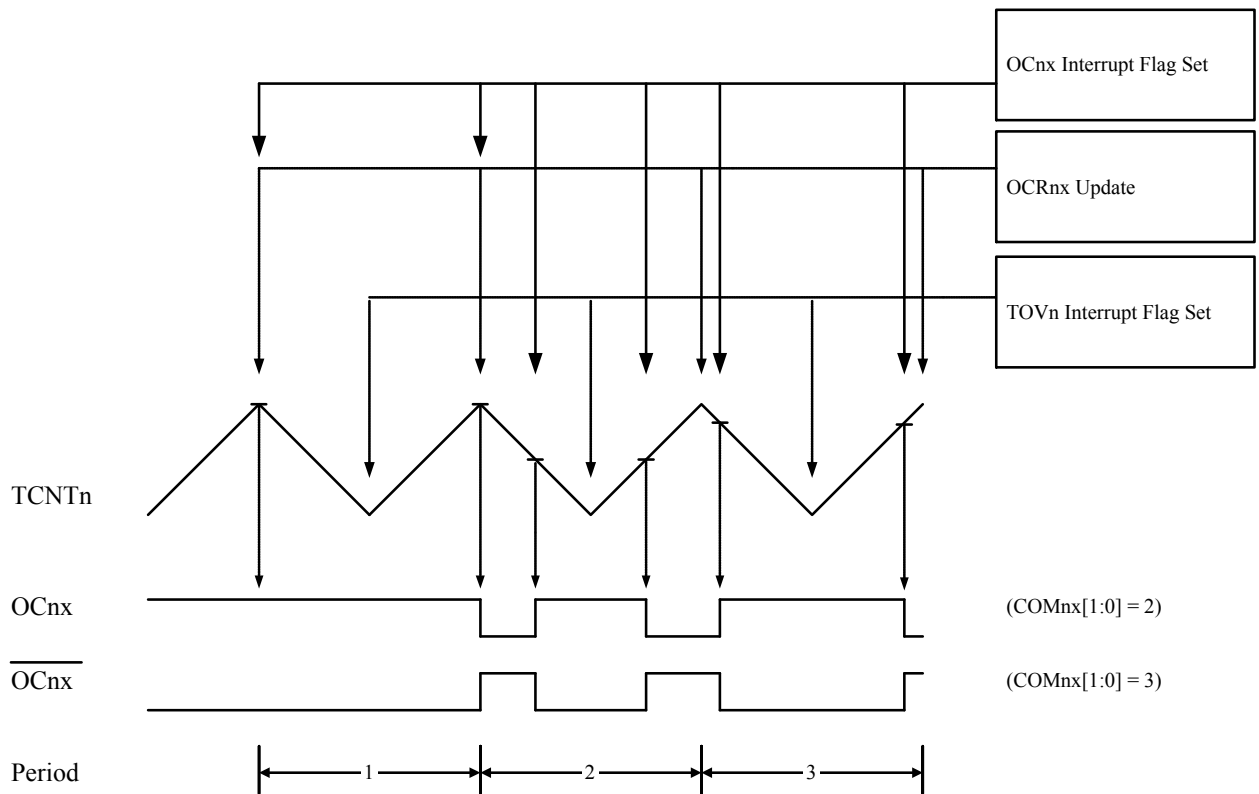 OCnx Interrupt Flag Set
OCRnx Update
TOVn Interrupt Flag Set
TCNTn
OCnx
(COMnx[1:0] = 2)
OCnx
(COMnx[1:0] = 3)
Period
1
2
3